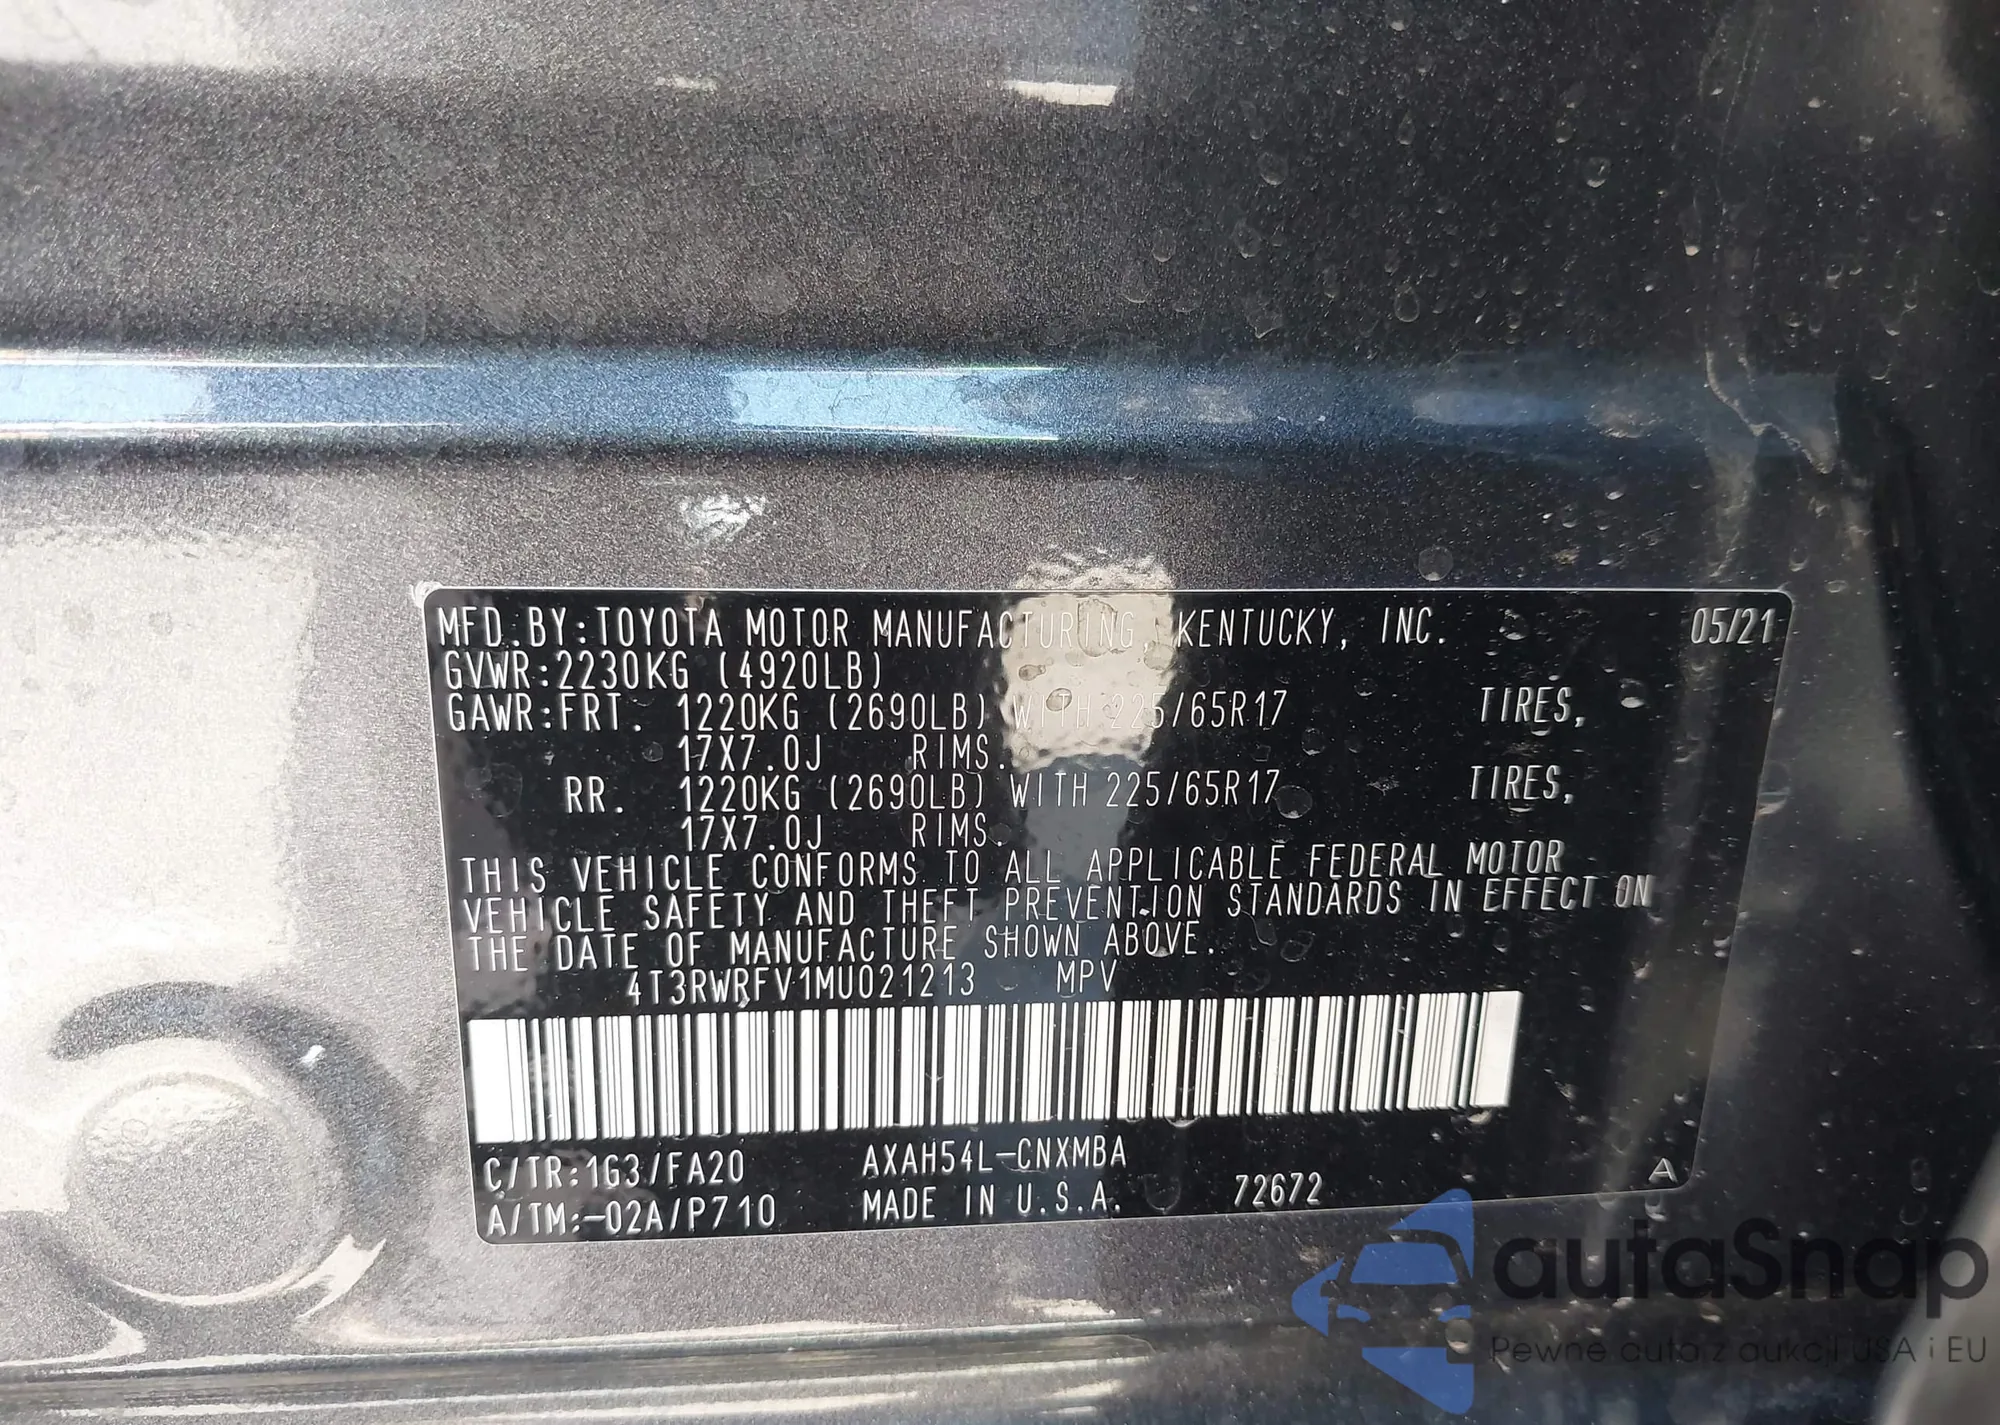 MFD.BY:TOYOTA MOTOR MANUFACTURING, KENTUCKY, INC. 05/21
GVWR:2230KG (4920LB)
GAWR:FRT. 1220KG (2690LB) WITH 225/65R17 TIRES,
17X7.0J RIMS.
RR. 1220KG (2690LB) WITH 225/65R17 TIRES,
17X7.0J RIMS.
THIS VEHICLE CONFORMS TO ALL APPLICABLE FEDERAL MOTOR
VEHICLE SAFETY AND THEFT PREVENTION STANDARDS IN EFFECT ON
THE DATE OF MANUFACTURE SHOWN ABOVE.
4T3RWRFV1MU021213 MPV
C/TR:1G3/FA20 AXAH54L-CNXMBA A
A/TM:-02A/P710 MADE IN U.S.A. 72672
autaSnap
Pewne auta z aukcji USA i EU